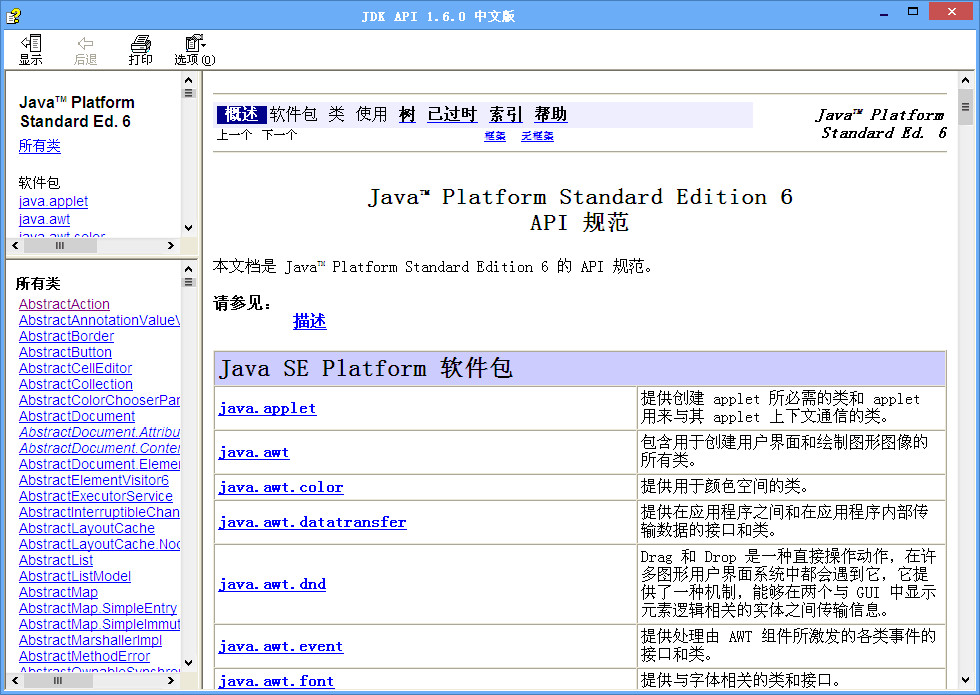 JDK API 1.6.0 中文版
显示 后退 打印 选项(O)
Java™ Platform
Standard Ed. 6
所有类
软件包
java.applet
java.awt
java.awt.color
所有类
AbstractAction
AbstractAnnotationValueV
AbstractBorder
AbstractButton
AbstractCellEditor
AbstractCollection
AbstractColorChooserPan
AbstractDocument
AbstractDocument.Attribu
AbstractDocument.Conten
AbstractDocument.Elemen
AbstractElementVisitor6
AbstractExecutorService
AbstractInterruptibleChan
AbstractLayoutCache
AbstractLayoutCache.Nod
AbstractList
AbstractListModel
AbstractMap
AbstractMap.SimpleEntry
AbstractMap.SimpleImmut
AbstractMarshallerImpl
AbstractMethodError
AbstractOwnableSynchro
概述 软件包 类 使用 树 已过时 索引 帮助
Java™ Platform
Standard Ed. 6
上一个 下一个 框架 无框架
Java™ Platform Standard Edition 6
API 规范
本文档是 Java™ Platform Standard Edition 6 的 API 规范。
请参见:
描述
Java SE Platform 软件包
java.applet
提供创建 applet 所必需的类和 applet
用来与其 applet 上下文通信的类。
java.awt
包含用于创建用户界面和绘制图形图像的
所有类。
java.awt.color
提供用于颜色空间的类。
java.awt.datatransfer
提供在应用程序之间和在应用程序内部传
输数据的接口和类。
java.awt.dnd
Drag 和 Drop 是一种直接操作动作，在许
多图形用户界面系统中都会遇到它，它提
供了一种机制，能够在两个与 GUI 中显示
元素逻辑相关的实体之间传输信息。
java.awt.event
提供处理由 AWT 组件所激发的各类事件的
接口和类。
java.awt.font
提供与字体相关的类和接口。